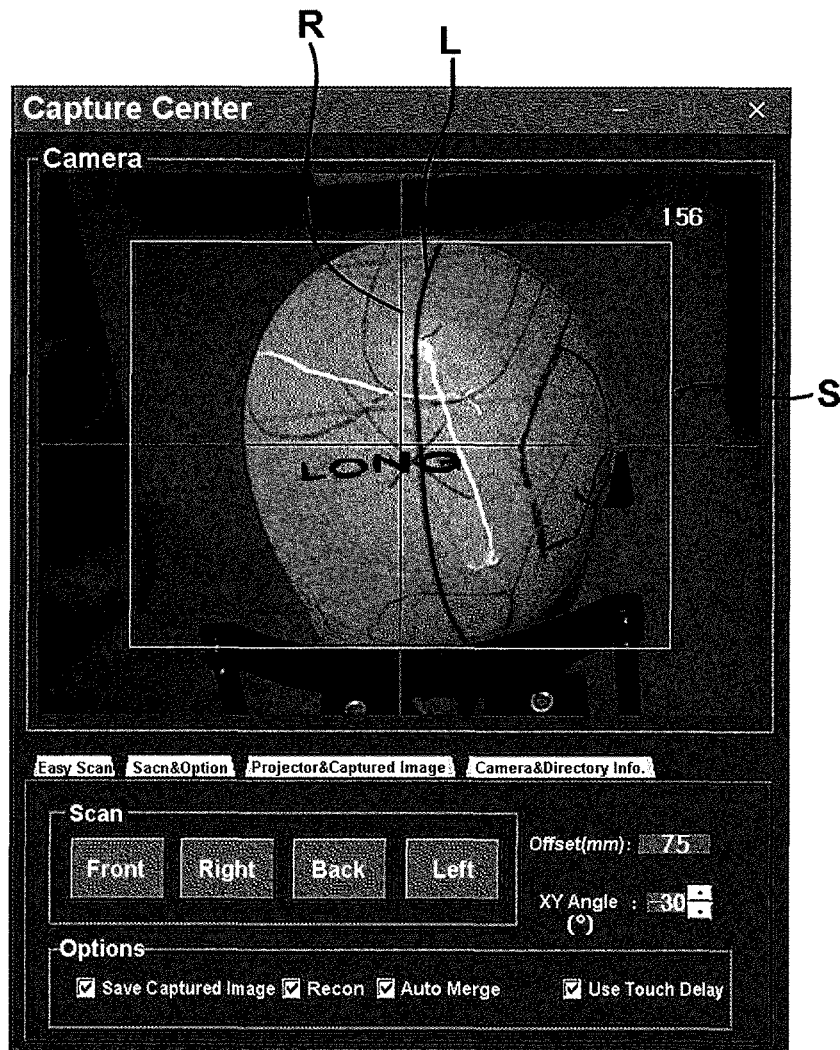 R
L
Capture Center
Camera
156
S
LONG
Easy Scan
Sacn&Option
Projector&Captured Image
Camera&Directory Info.
Scan
Front
Right
Back
Left
Offset(mm): 75
XY Angle : -30
(°)
Options
Save Captured Image
Recon
Auto Merge
Use Touch Delay